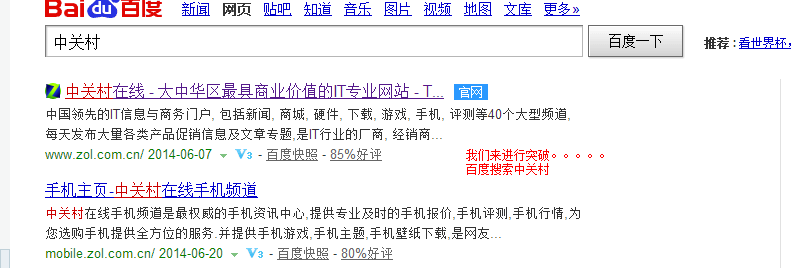 Bai du 百度 新闻 网页 贴吧 知道 音乐 图片 视频 地图 文库 更多»
中关村 百度一下 推荐：看世界杯，
中关村在线 - 大中华区最具商业价值的IT专业网站 - T... 官网
中国领先的IT信息与商务门户, 包括新闻, 商城, 硬件, 下载, 游戏, 手机, 评测等40个大型频道,
每天发布大量各类产品促销信息及文章专题,是IT行业的厂商, 经销商...
www.zol.com.cn/ 2014-06-07 V3 - 百度快照 - 85%好评
我们来进行突破。。。。。
百度搜索中关村
手机主页-中关村在线手机频道
中关村在线手机频道是最权威的手机资讯中心,提供专业及时的手机报价,手机评测,手机行情,为
您选购手机提供全方位的服务.并提供手机游戏,手机主题,手机壁纸下载,是网友...
mobile.zol.com.cn/ 2014-06-20 V3 - 百度快照 - 80%好评